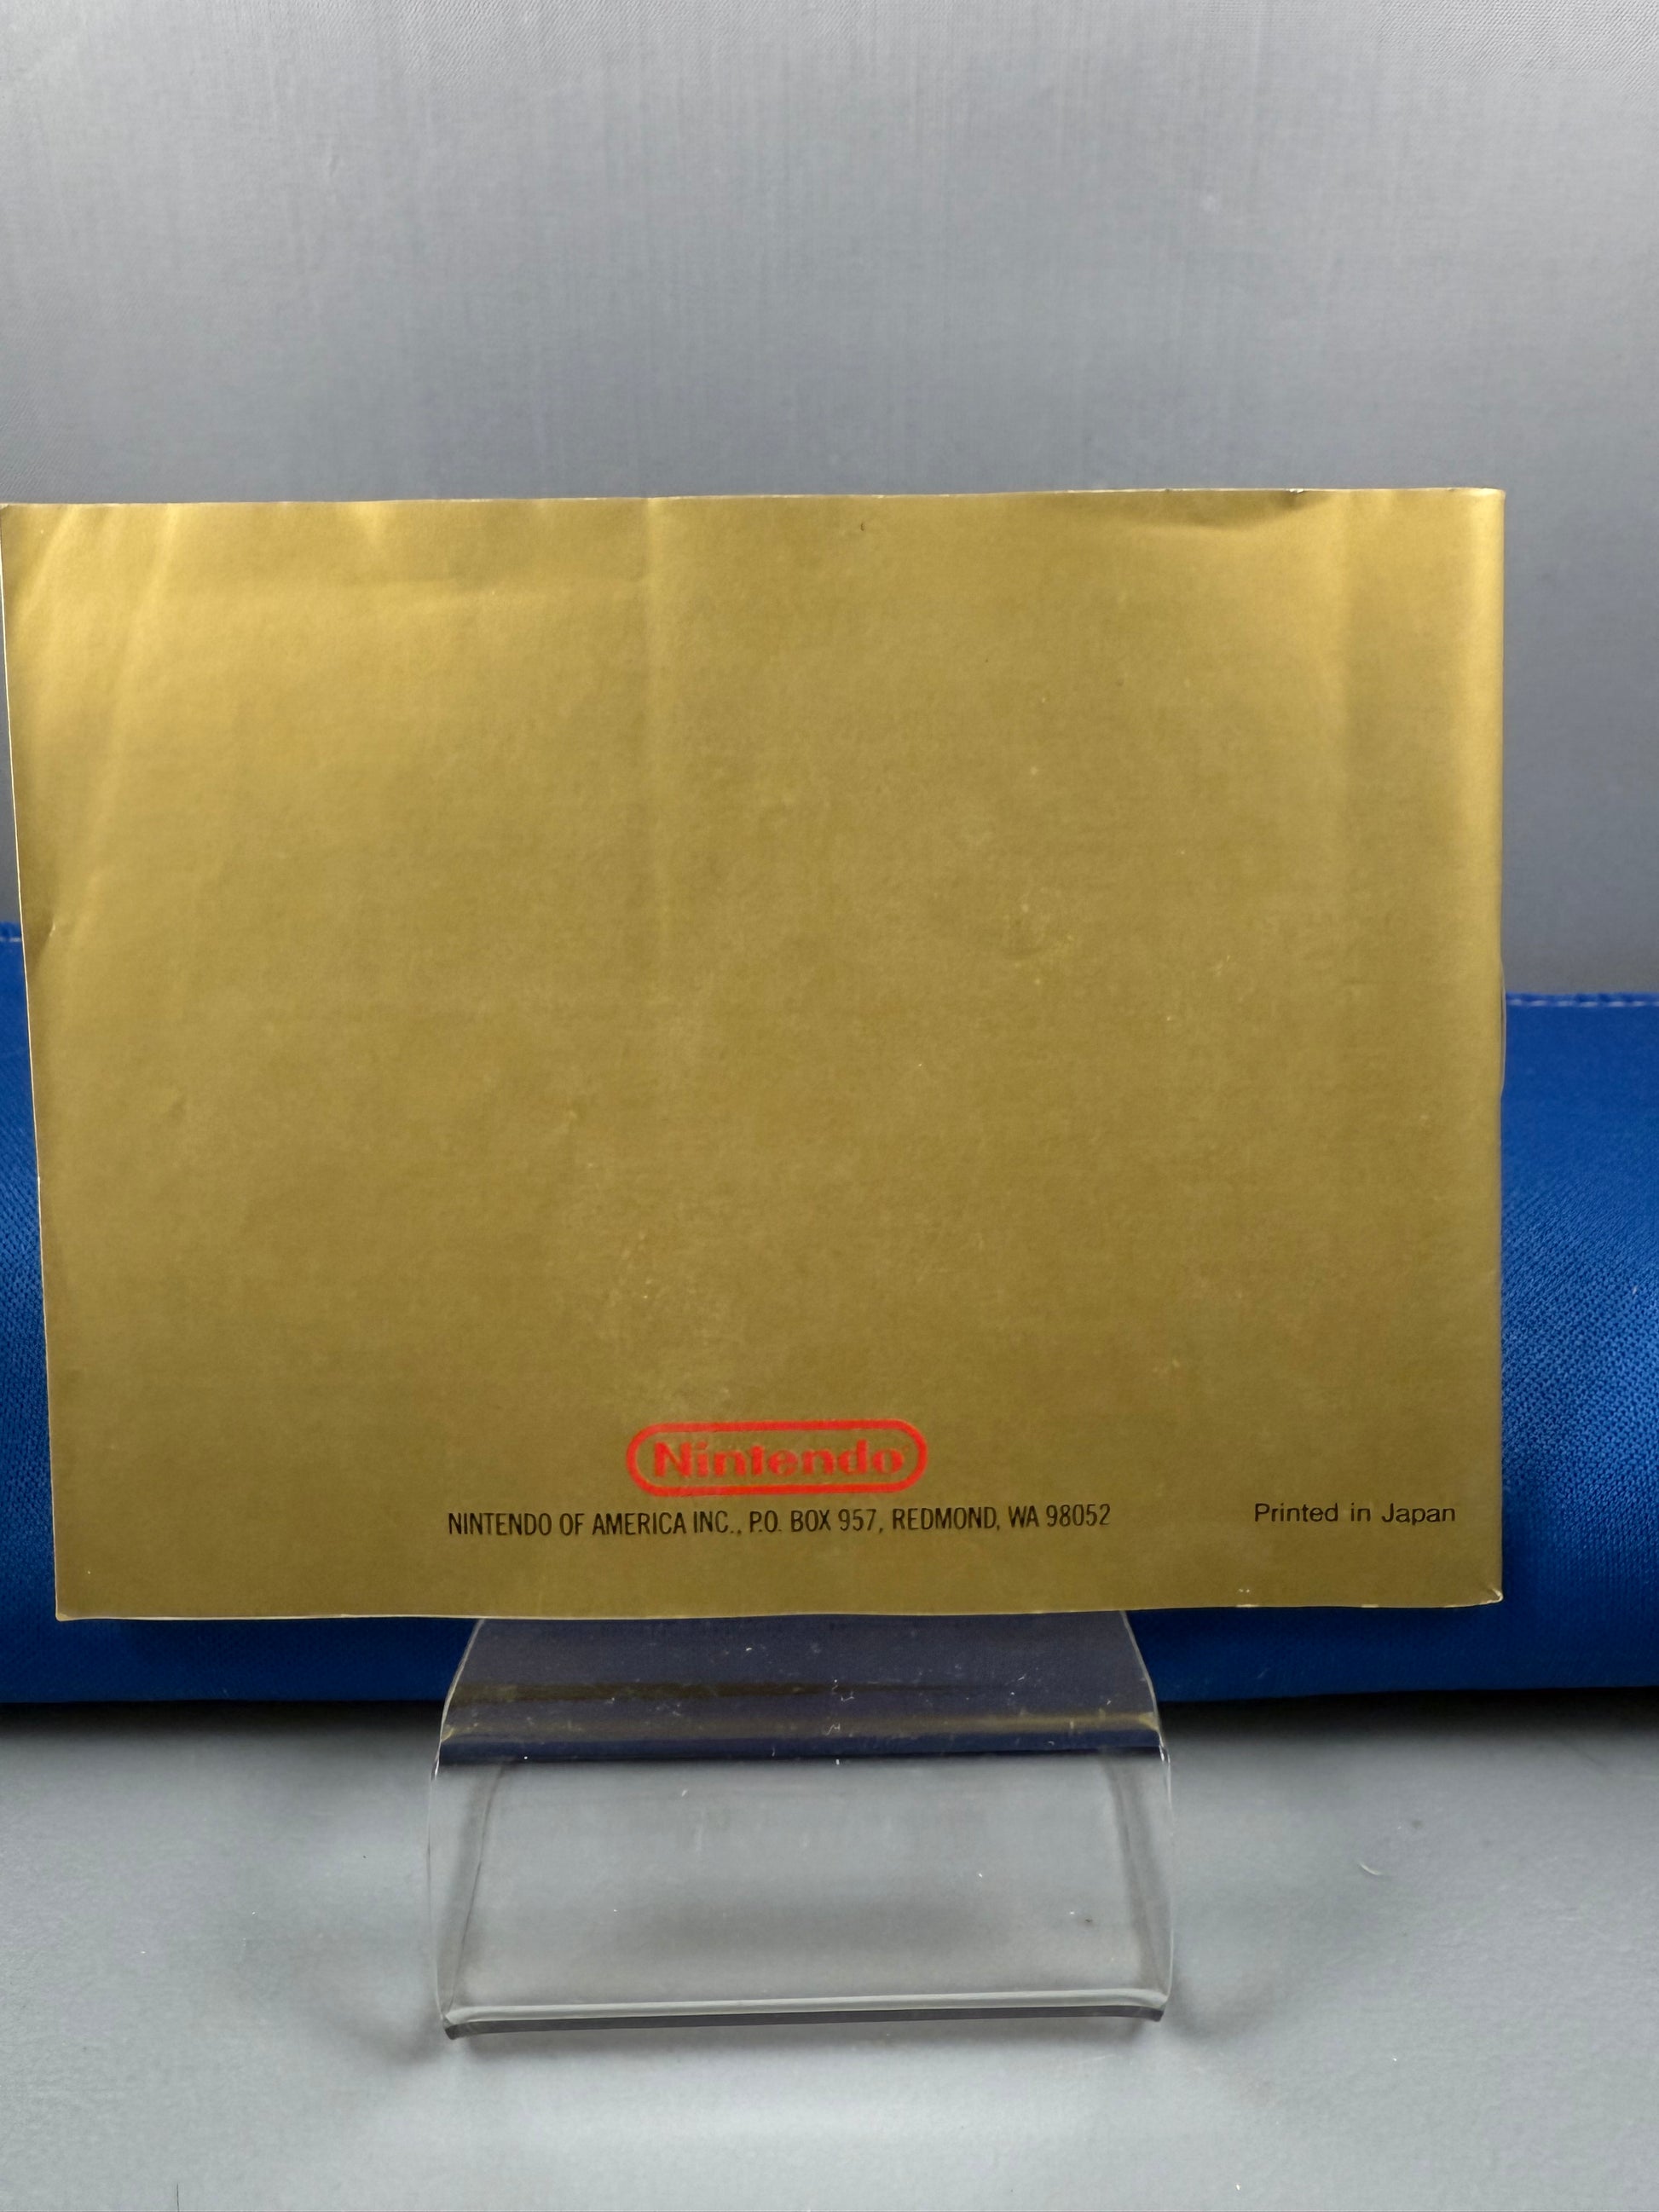 Nintendo
NINTENDO OF AMERICA INC., P.O. BOX 957, REDMOND, WA 98052
Printed in Japan